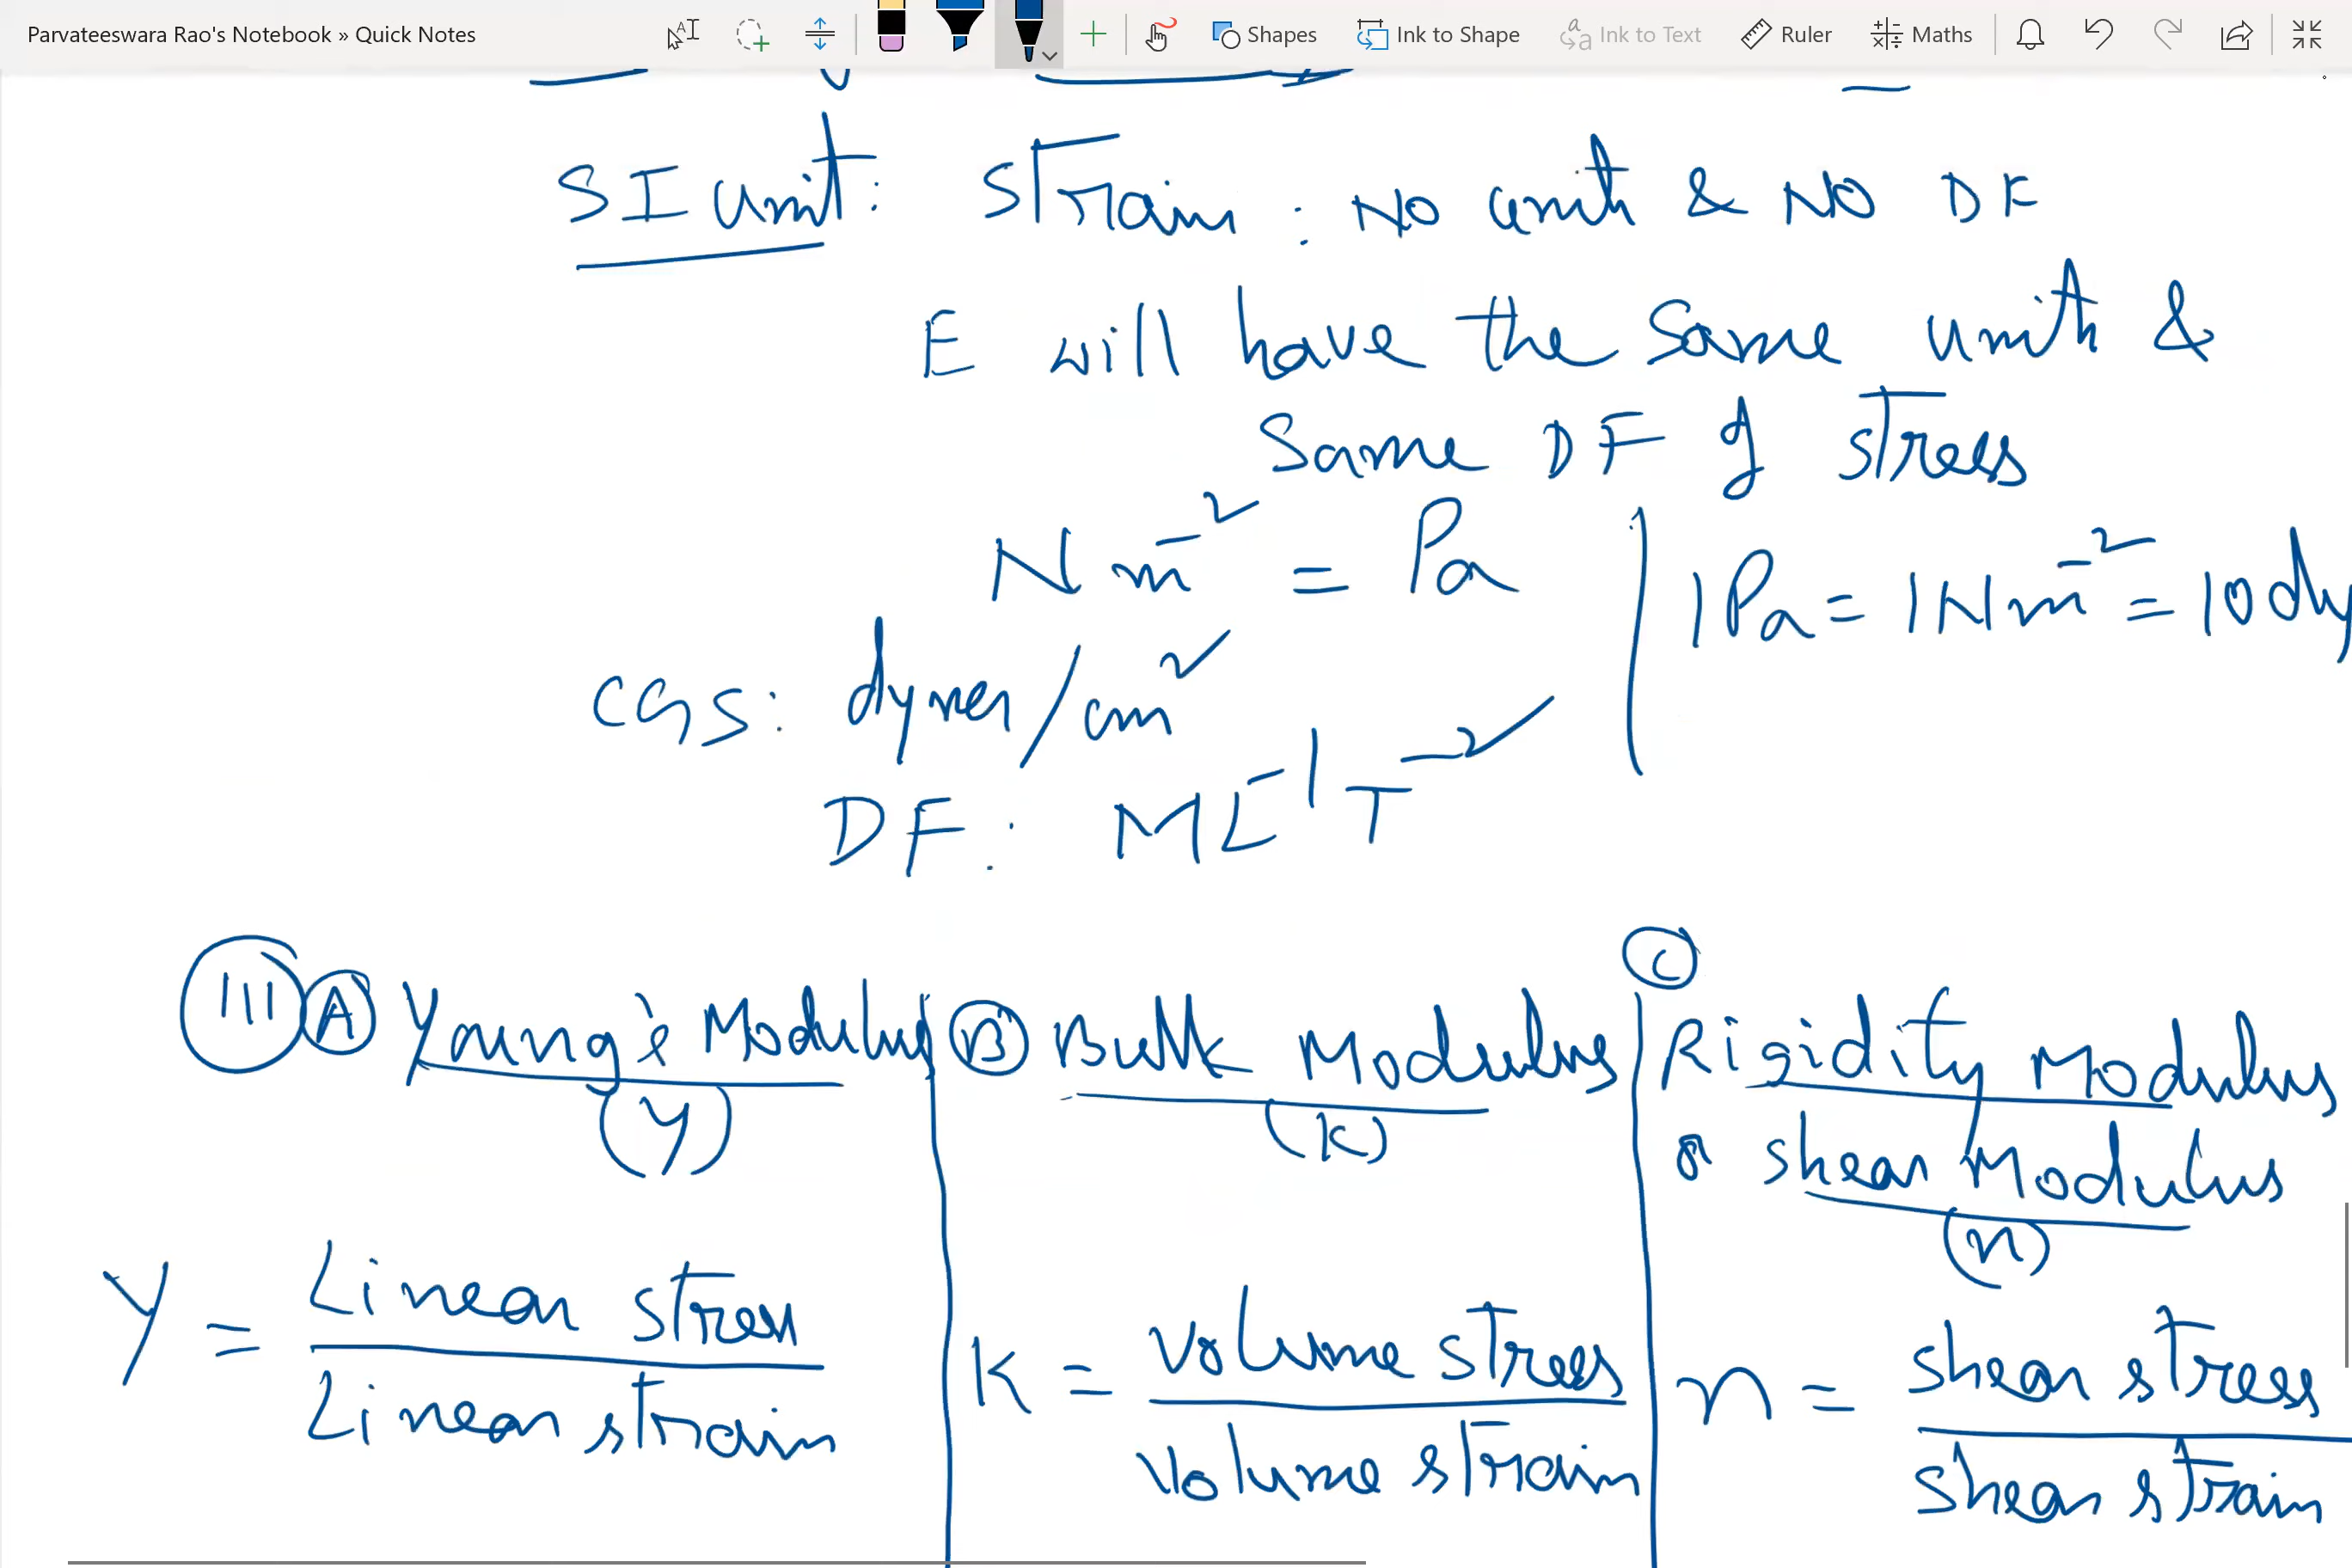 Parvateeswara Rao's Notebook » Quick Notes
Shapes Ink to Shape Ink to Text Ruler Maths
SI unit: Strain: No unit & NO DF
E will have the same unit &
Same DF of stress
N m⁻² = Pa
1Pa = 1Nm⁻² = 10 dy
CGS: dynes/cm²
DF: ML⁻¹T⁻²
III A Young's Modulus
(Y)
Y = Linear stress
Linear strain
B Bulk Modulus
(K)
K = Volume stress
Volume strain
C
Rigidity Modulus
or Shear Modulus
(n)
n = shear stress
shear strain